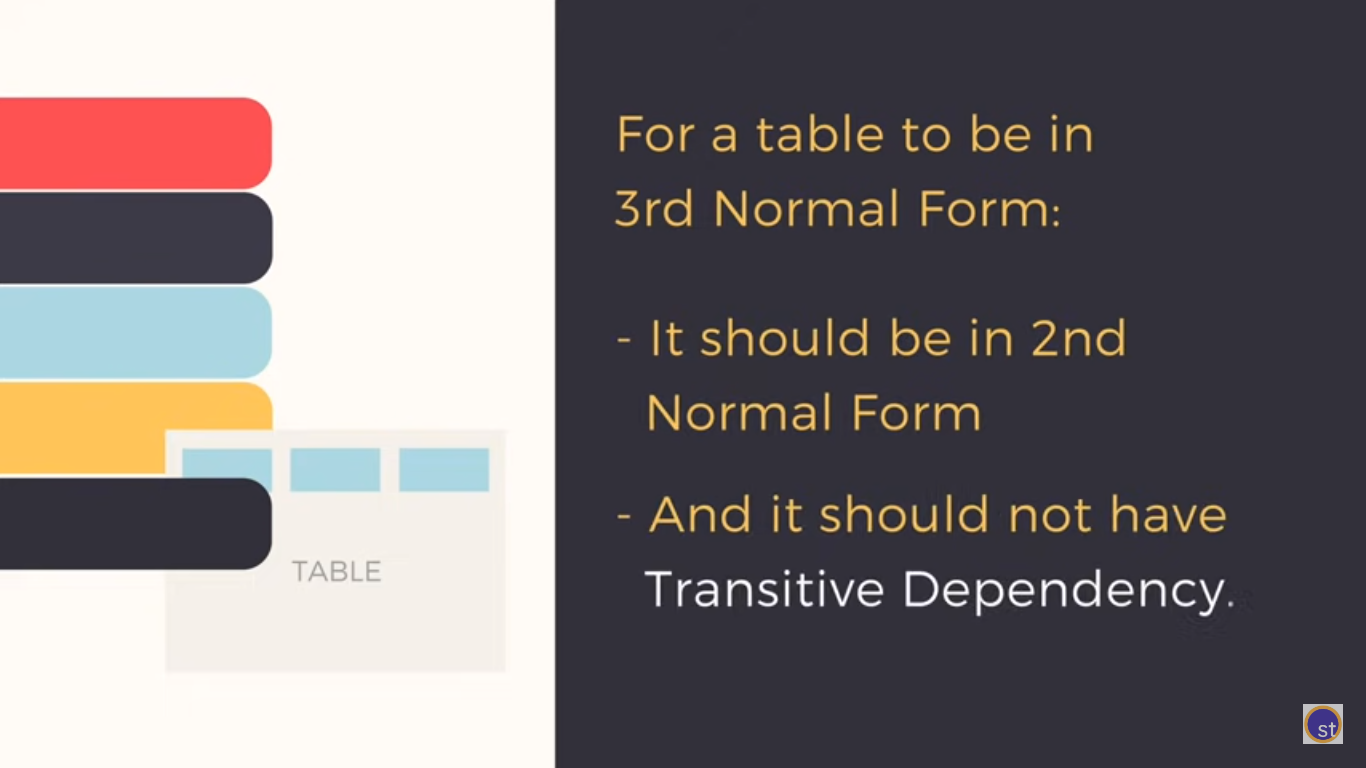 For a table to be in
3rd Normal Form:
- It should be in 2nd
Normal Form
- And it should not have
Transitive Dependency.
TABLE
st